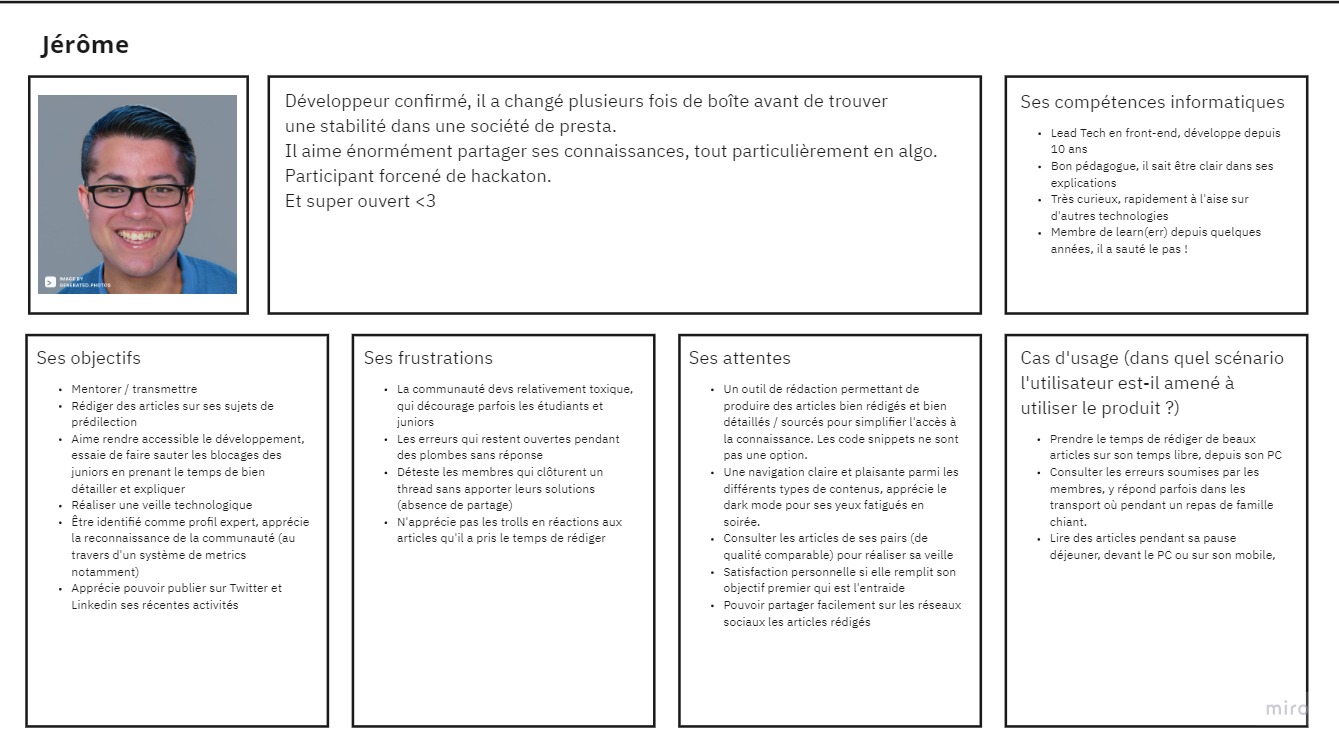 Jérôme
IMAGE BY
GENERATED.PHOTOS
Développeur confirmé, il a changé plusieurs fois de boîte avant de trouver
une stabilité dans une société de presta.
Il aime énormément partager ses connaissances, tout particulièrement en algo.
Participant forcené de hackaton.
Et super ouvert <3
Ses compétences informatiques
• Lead Tech en front-end, développe depuis
10 ans
• Bon pédagogue, il sait être clair dans ses
explications
• Très curieux, rapidement à l'aise sur
d'autres technologies
• Membre de learn(err) depuis quelques
années, il a sauté le pas !
Ses objectifs
• Mentorer / transmettre
• Rédiger des articles sur ses sujets de
prédilection
• Aime rendre accessible le développement,
essaie de faire sauter les blocages des
juniors en prenant le temps de bien
détailler et expliquer
• Réaliser une veille technologique
• Être identifié comme profil expert, apprécie
la reconnaissance de la communauté (au
travers d'un système de metrics
notamment)
• Apprécie pouvoir publier sur Twitter et
Linkedin ses récentes activités
Ses frustrations
• La communauté devs relativement toxique,
qui décourage parfois les étudiants et
juniors
• Les erreurs qui restent ouvertes pendant
des plombes sans réponse
• Déteste les membres qui clôturent un
thread sans apporter leurs solutions
(absence de partage)
• N'apprécie pas les trolls en réactions aux
articles qu'il a pris le temps de rédiger
Ses attentes
• Un outil de rédaction permettant de
produire des articles bien rédigés et bien
détaillés / sourcés pour simplifier l'accès à
la connaissance. Les code snippets ne sont
pas une option.
• Une navigation claire et plaisante parmi les
différents types de contenus, apprécie le
dark mode pour ses yeux fatigués en
soirée.
• Consulter les articles de ses pairs (de
qualité comparable) pour réaliser sa veille
• Satisfaction personnelle si elle remplit son
objectif premier qui est l'entraide
• Pouvoir partager facilement sur les réseaux
sociaux les articles rédigés
Cas d'usage (dans quel scénario
l'utilisateur est-il amené à
utiliser le produit ?)
• Prendre le temps de rédiger de beaux
articles sur son temps libre, depuis son PC
• Consulter les erreurs soumises par les
membres, y répond parfois dans les
transport où pendant un repas de famille
chiant.
• Lire des articles pendant sa pause
déjeuner, devant le PC ou sur son mobile,
miro